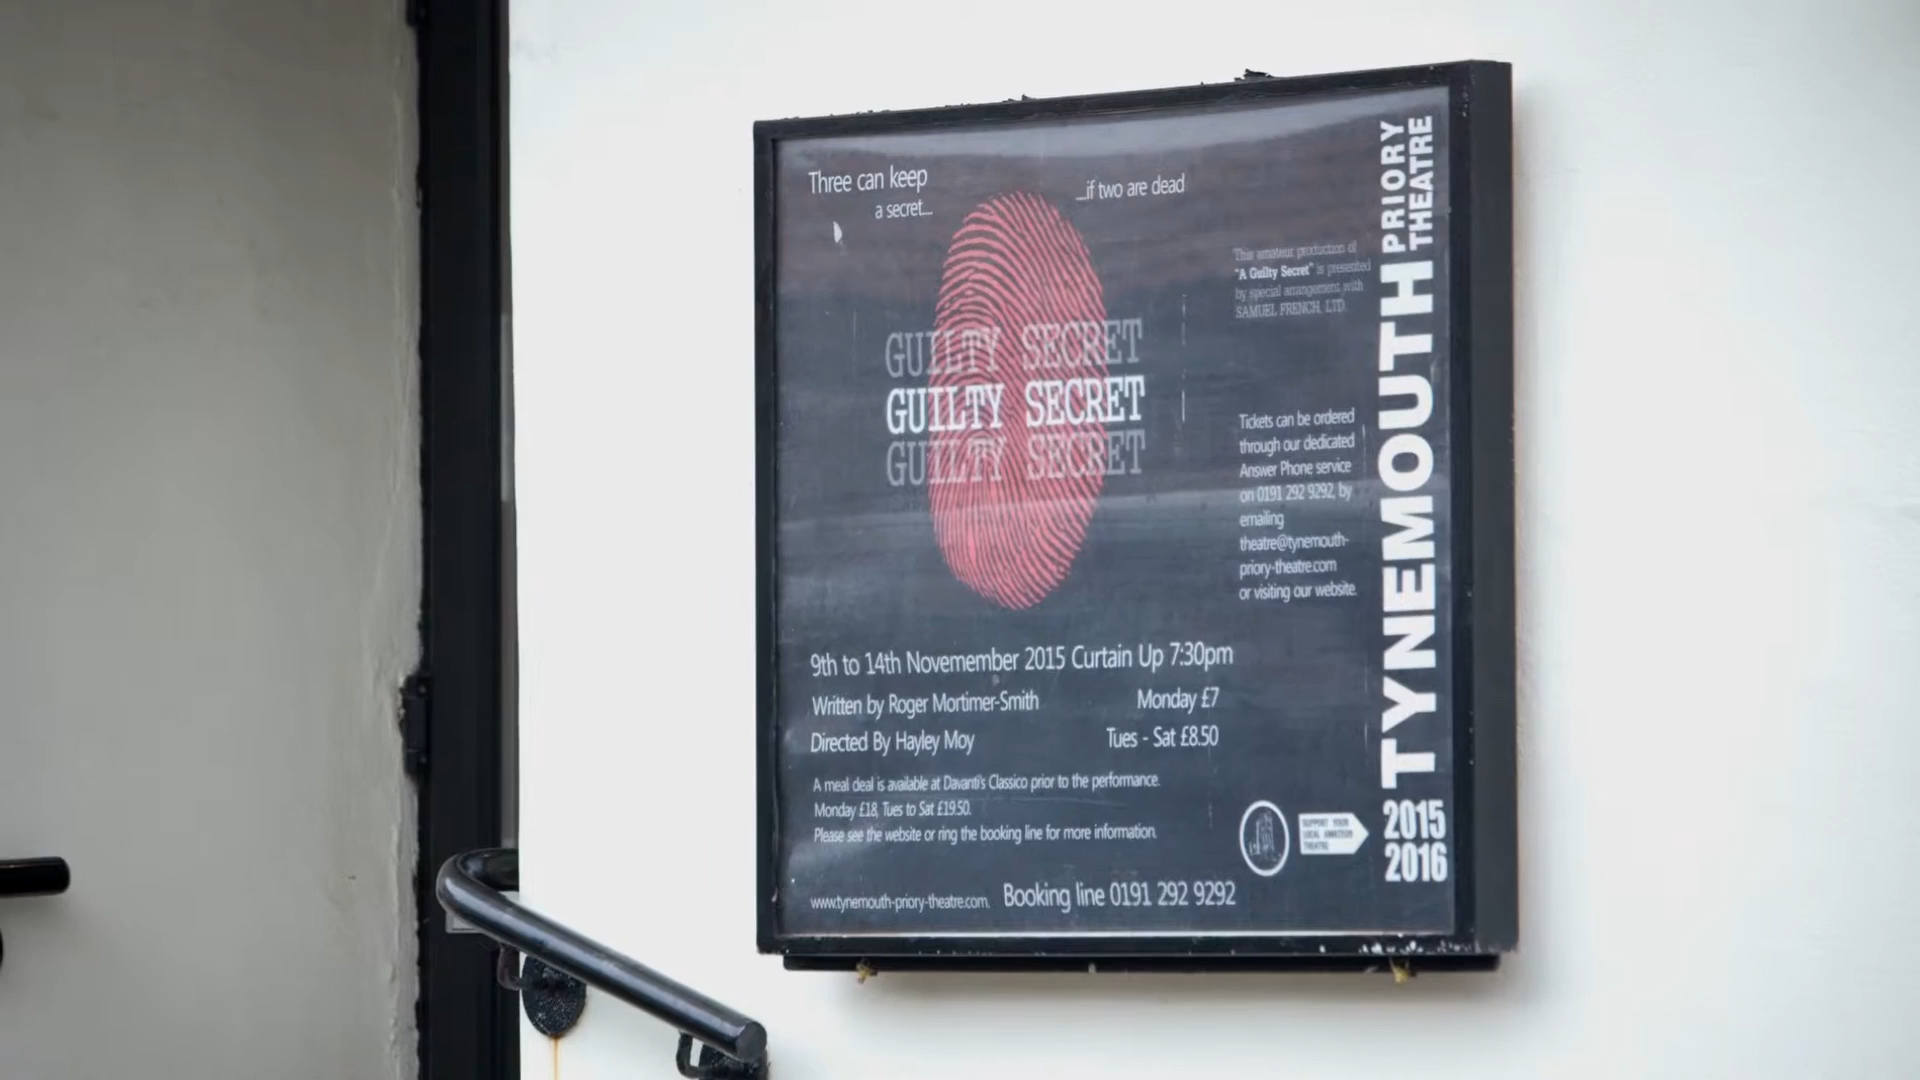 Three can keep
a secret....
...if two are dead
GUILTY SECRET
GUILTY SECRET
GUILTY SECRET
This amateur production of
"A Guilty Secret" is presented
by special arrangement with
SAMUEL FRENCH, LTD.
Tickets can be ordered
through our dedicated
Answer Phone service
on 0191 292 9292, by
emailing
theatre@tynemouth-
priory-theatre.com
or visiting our website.
9th to 14th Novemember 2015 Curtain Up 7:30pm
Written by Roger Mortimer-Smith
Monday £7
Directed By Hayley Moy
Tues - Sat £8.50
A meal deal is available at Davanti's Classico prior to the performance.
Monday £18, Tues to Sat £19.50.
Please see the website or ring the booking line for more information.
www.tynemouth-priory-theatre.com.
Booking line 0191 292 9292
SUPPORT YOUR
LOCAL AMATEUR
THEATRE
TYNEMOUTH
PRIORY
THEATRE
2015
2016